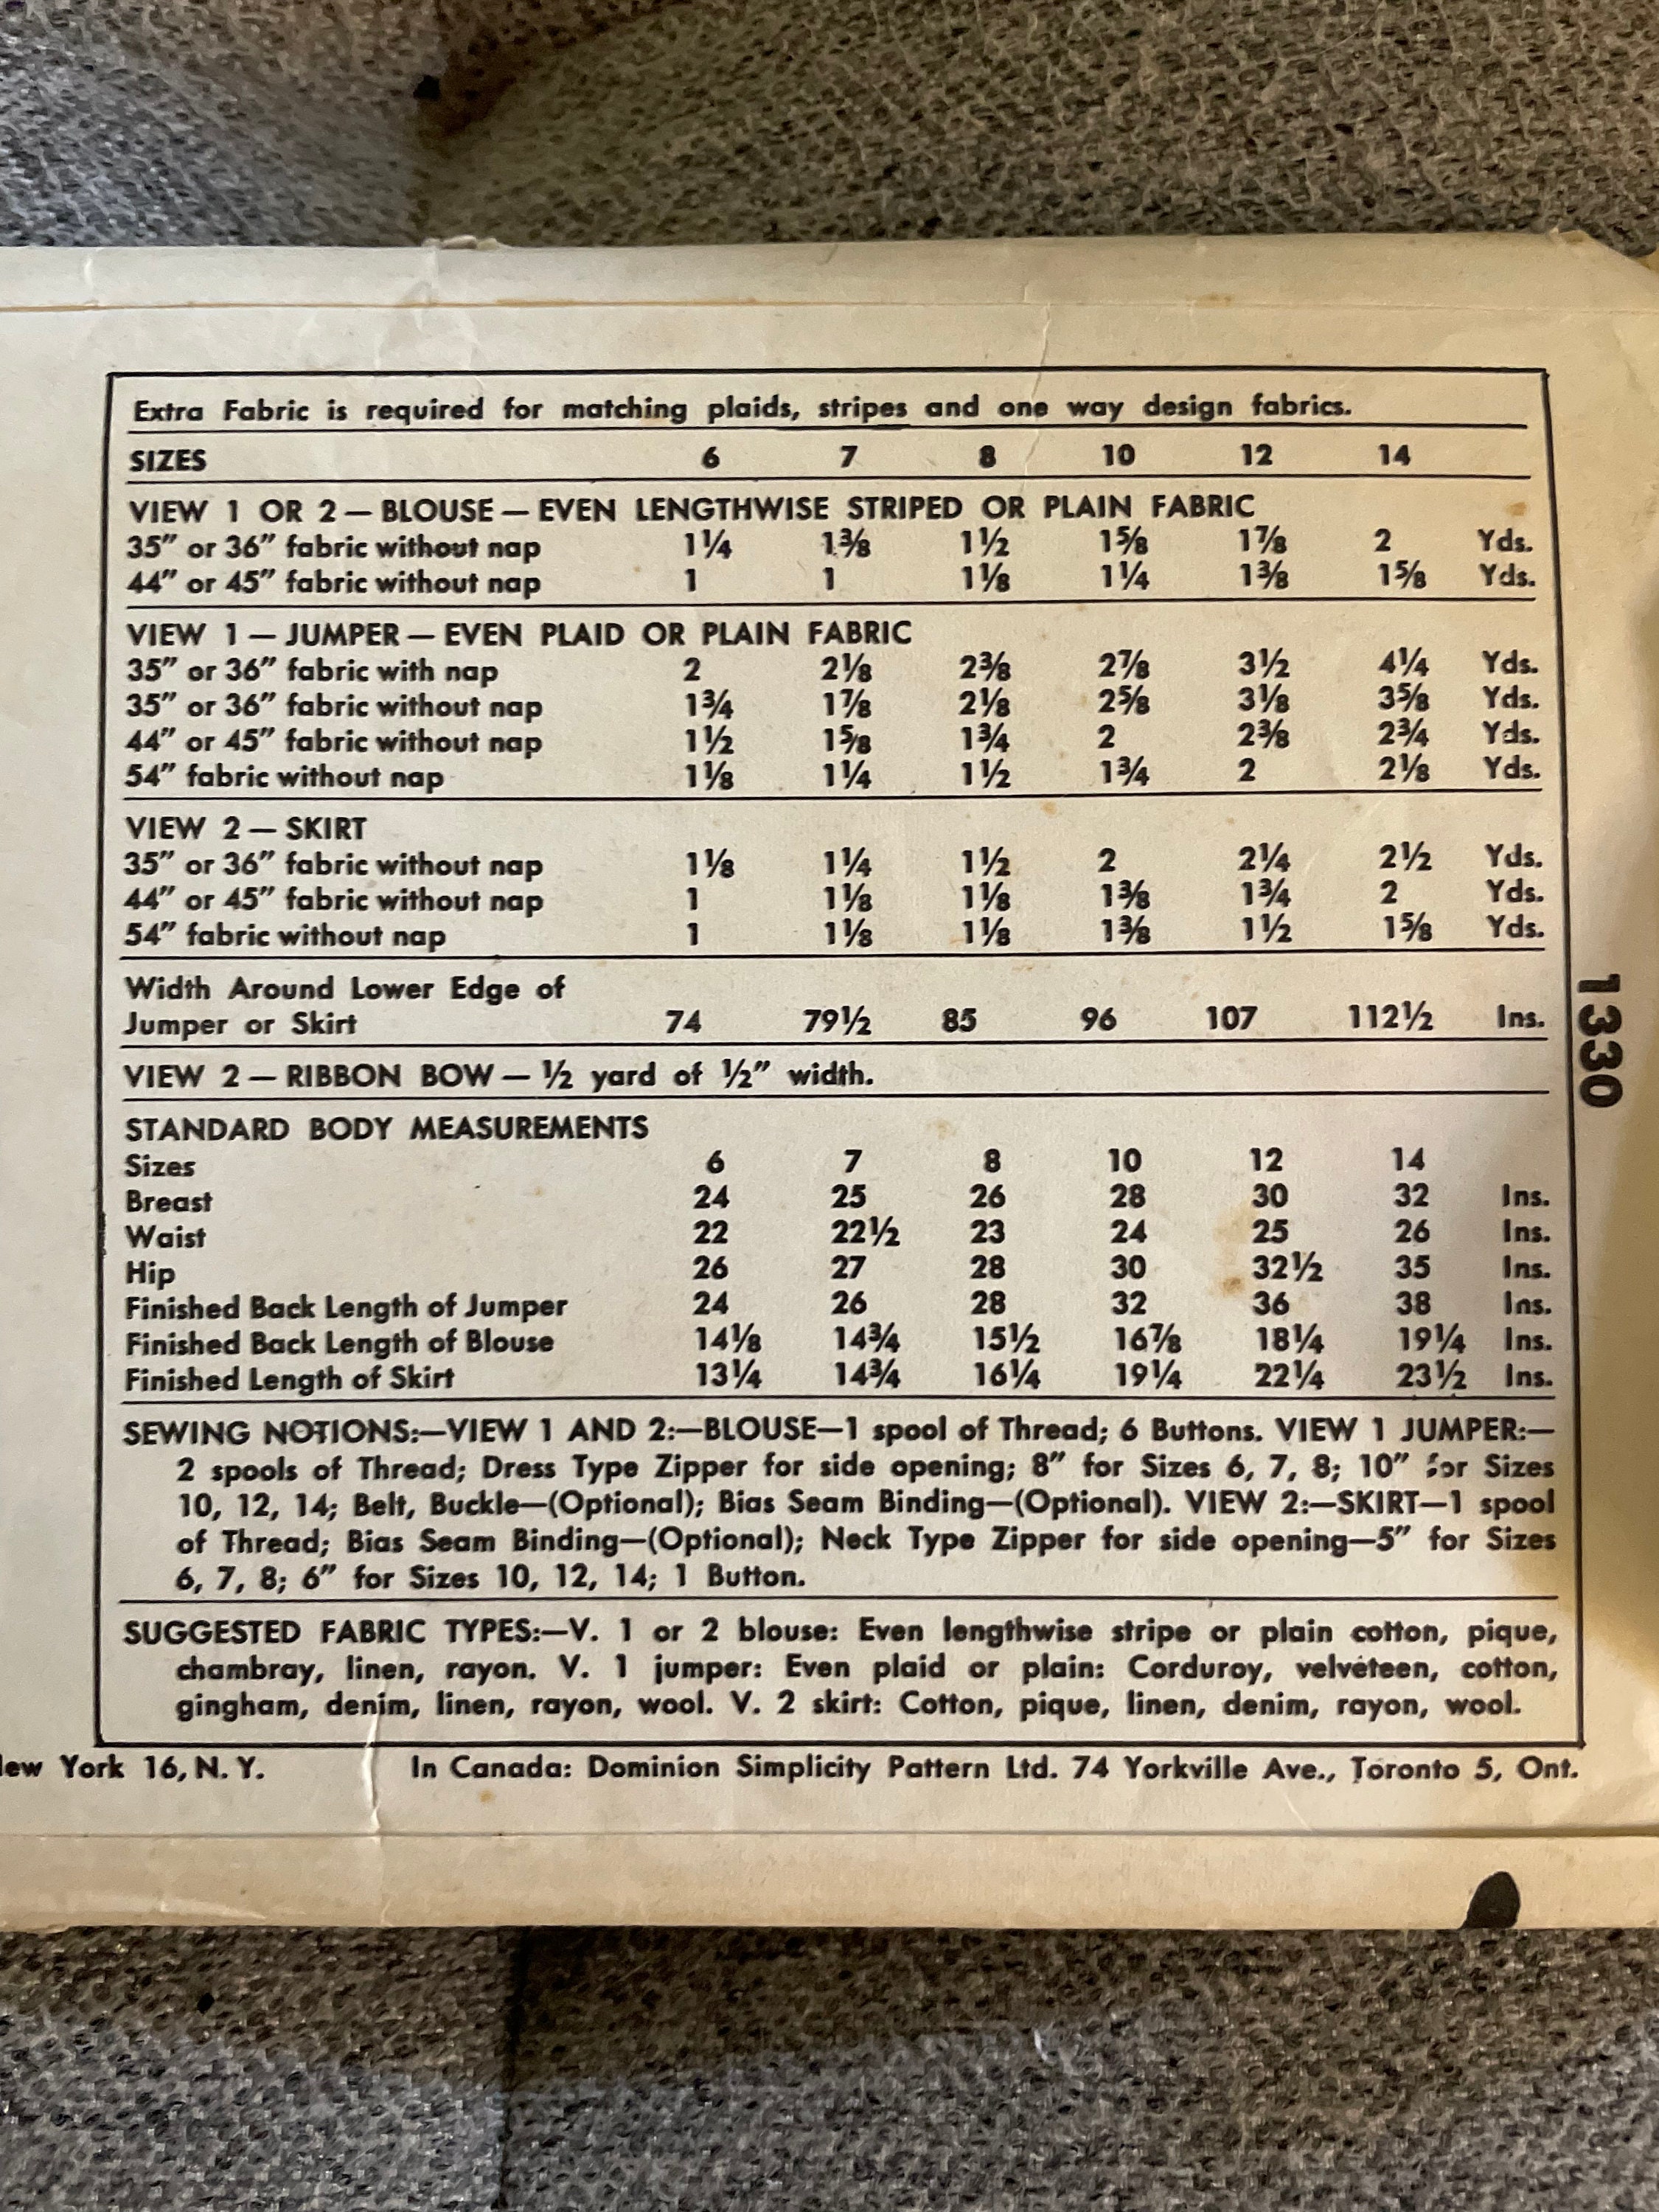 Extra Fabric is required for matching plaids, stripes and one way design fabrics.
SIZES 6 7 8 10 12 14
VIEW 1 OR 2 — BLOUSE — EVEN LENGTHWISE STRIPED OR PLAIN FABRIC
35" or 36" fabric without nap 1¼ 1⅜ 1½ 1⅝ 1⅞ 2 Yds.
44" or 45" fabric without nap 1 1 1⅛ 1¼ 1⅜ 1⅝ Yds.
VIEW 1 — JUMPER — EVEN PLAID OR PLAIN FABRIC
35" or 36" fabric with nap 2 2⅛ 2⅜ 2⅞ 3½ 4¼ Yds.
35" or 36" fabric without nap 1¾ 1⅞ 2⅛ 2⅝ 3⅛ 3⅝ Yds.
44" or 45" fabric without nap 1½ 1⅝ 1¾ 2 2⅜ 2¾ Yds.
54" fabric without nap 1⅛ 1¼ 1½ 1¾ 2 2⅛ Yds.
VIEW 2 — SKIRT
35" or 36" fabric without nap 1⅛ 1¼ 1½ 2 2¼ 2½ Yds.
44" or 45" fabric without nap 1 1⅛ 1⅛ 1⅜ 1¾ 2 Yds.
54" fabric without nap 1 1⅛ 1⅛ 1⅜ 1½ 1⅝ Yds.
Width Around Lower Edge of
Jumper or Skirt 74 79½ 85 96 107 112½ Ins.
VIEW 2 — RIBBON BOW — ½ yard of ½" width.
STANDARD BODY MEASUREMENTS
Sizes 6 7 8 10 12 14
Breast 24 25 26 28 30 32 Ins.
Waist 22 22½ 23 24 25 26 Ins.
Hip 26 27 28 30 32½ 35 Ins.
Finished Back Length of Jumper 24 26 28 32 36 38 Ins.
Finished Back Length of Blouse 14⅛ 14¾ 15½ 16⅞ 18¼ 19¼ Ins.
Finished Length of Skirt 13¼ 14¾ 16¼ 19¼ 22¼ 23½ Ins.
SEWING NOTIONS:—VIEW 1 AND 2:—BLOUSE—1 spool of Thread; 6 Buttons. VIEW 1 JUMPER:—
2 spools of Thread; Dress Type Zipper for side opening; 8" for Sizes 6, 7, 8; 10" for Sizes
10, 12, 14; Belt, Buckle—(Optional); Bias Seam Binding—(Optional). VIEW 2:—SKIRT—1 spool
of Thread; Bias Seam Binding—(Optional); Neck Type Zipper for side opening—5" for Sizes
6, 7, 8; 6" for Sizes 10, 12, 14; 1 Button.
SUGGESTED FABRIC TYPES:—V. 1 or 2 blouse: Even lengthwise stripe or plain cotton, pique,
chambray, linen, rayon. V. 1 jumper: Even plaid or plain: Corduroy, velveteen, cotton,
gingham, denim, linen, rayon, wool. V. 2 skirt: Cotton, pique, linen, denim, rayon, wool.
1330
ew York 16, N. Y. In Canada: Dominion Simplicity Pattern Ltd. 74 Yorkville Ave., Toronto 5, Ont.